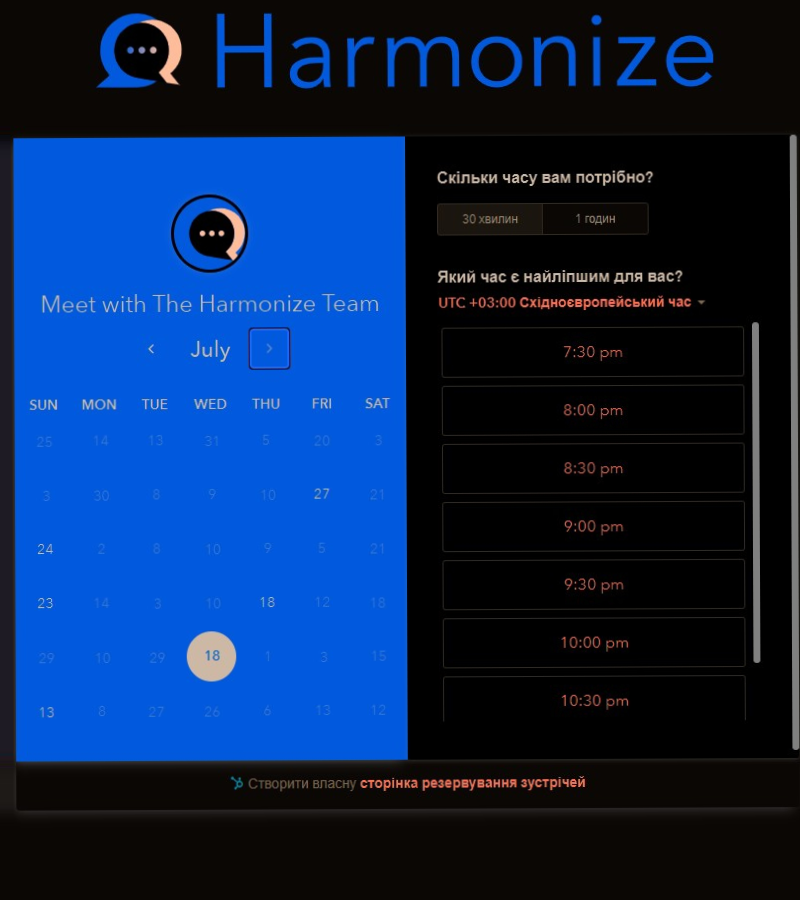 Harmonize
Meet with The Harmonize Team
July
SUN MON TUE WED THU FRI SAT
25 14 13 31 5 20 3
3 30 8 9 10 27 21
24 2 8 10 9 5 21
23 14 3 10 18 12 18
29 10 29 18 1 3 15
13 8 27 26 6 13 12
Скільки часу вам потрібно?
30 хвилин 1 годин
Який час є найліпшим для вас?
UTC +03:00 Східноєвропейський час
7:30 pm
8:00 pm
8:30 pm
9:00 pm
9:30 pm
10:00 pm
10:30 pm
Створити власну сторінка резервування зустрічей